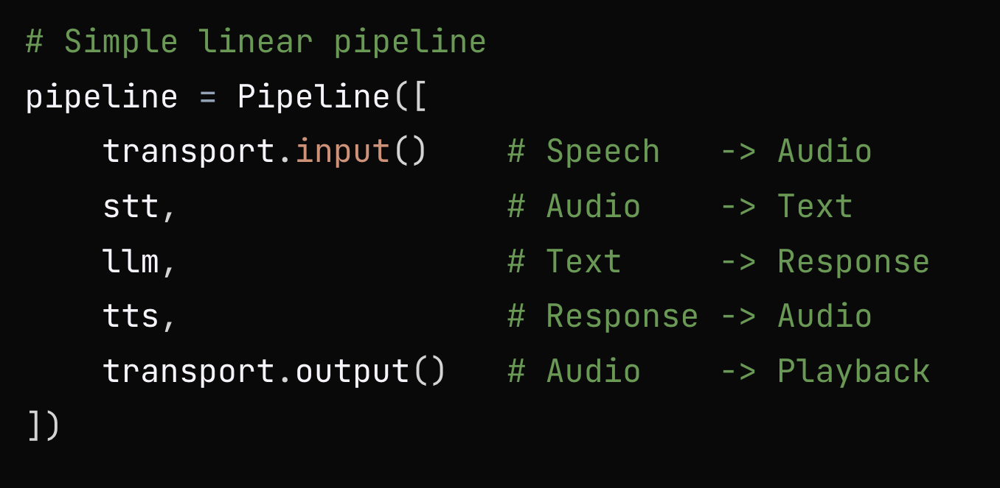 # Simple linear pipeline
pipeline = Pipeline([
    transport.input()    # Speech   -> Audio
    stt,                 # Audio    -> Text
    llm,                 # Text     -> Response
    tts,                 # Response -> Audio
    transport.output()   # Audio    -> Playback
])